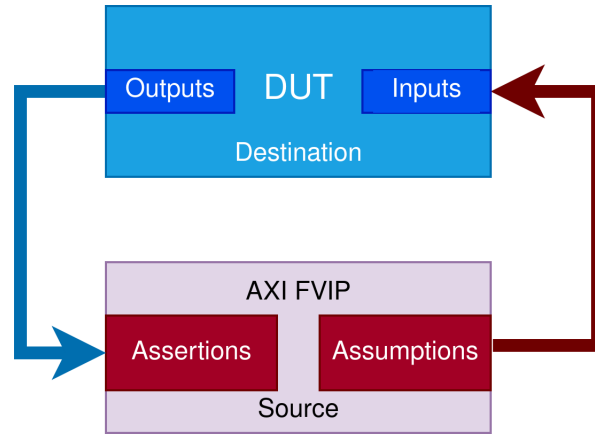 Outputs
DUT
Inputs
Destination
AXI FVIP
Assertions
Assumptions
Source